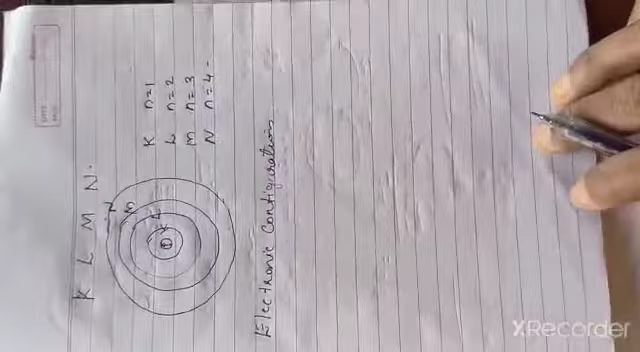 K L M N.
N
M
L
K
K n=1
L n=2
M n=3
N n=4
Electronic Configuration
XRecorder